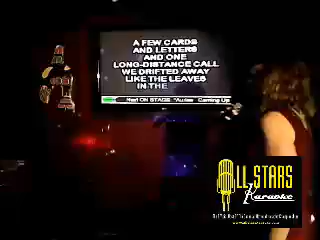 A FEW CARDS
AND LETTERS
AND ONE
LONG-DISTANCE CALL
WE DRIFTED AWAY
LIKE THE LEAVES
IN THE
Next ON STAGE
Coming Up
ALL STARS
Karaoke